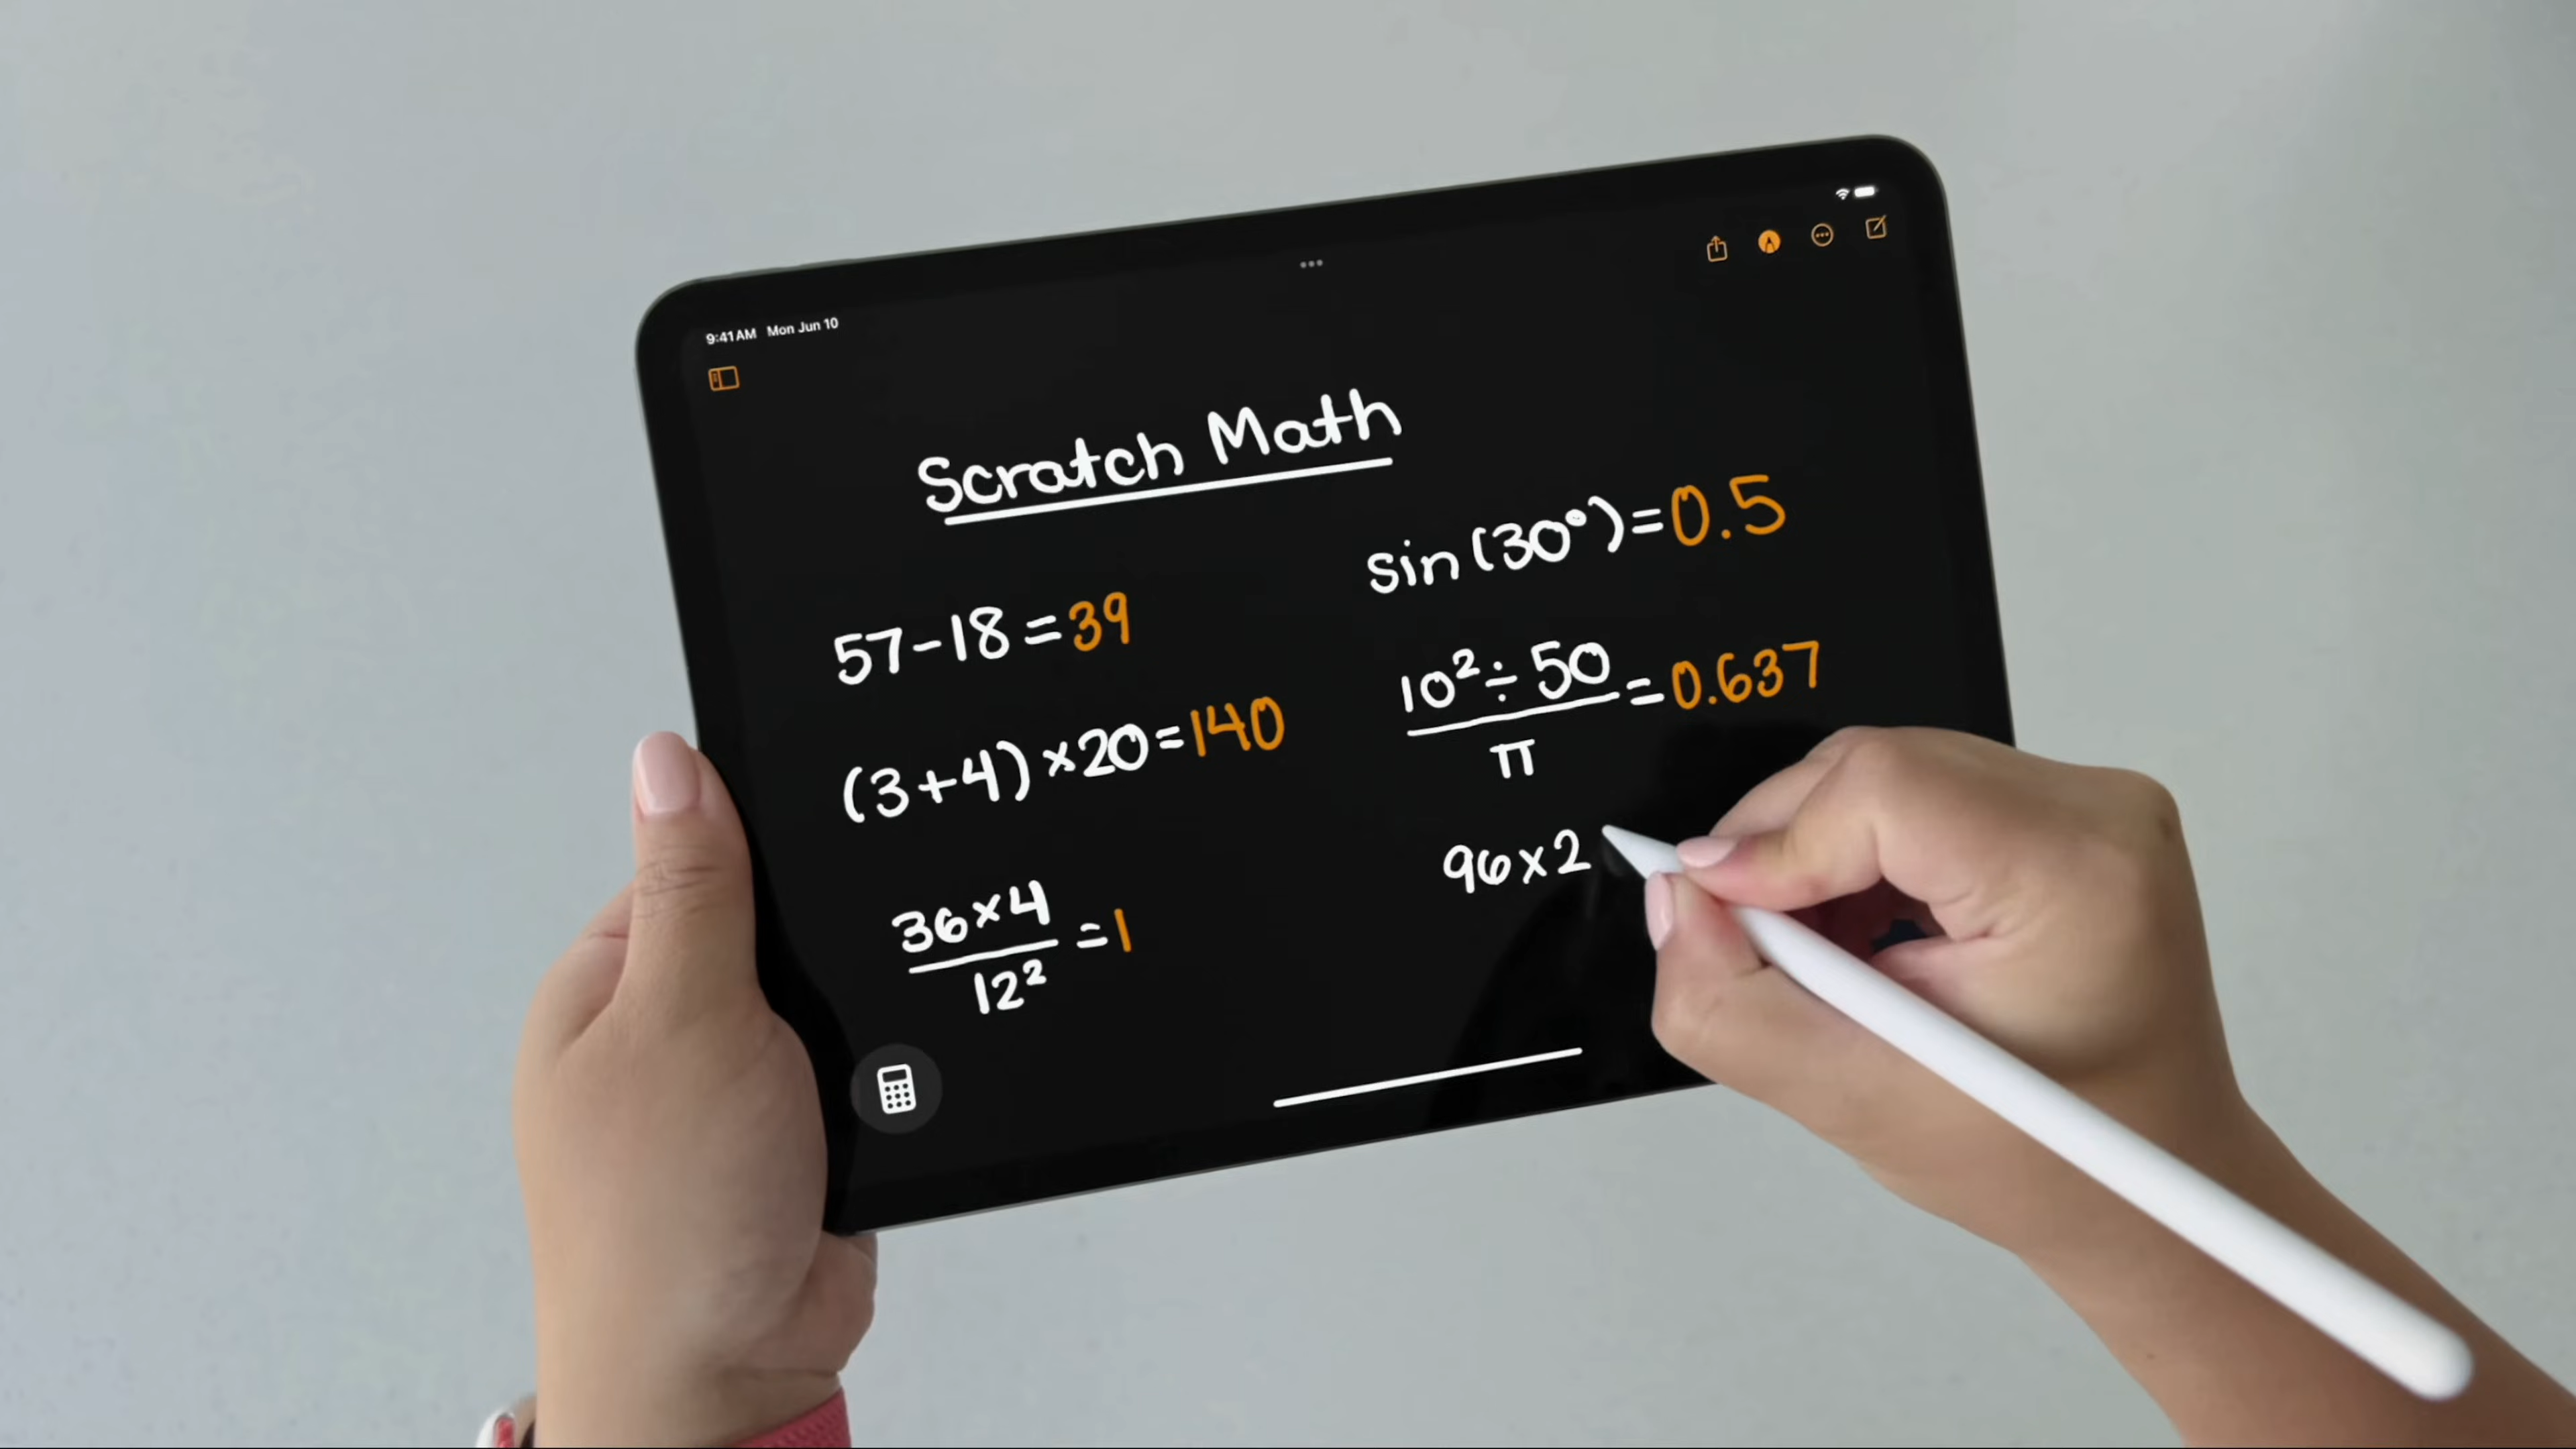 9:41 AM Mon Jun 10
Scratch Math
57-18=39
(3+4)×20=140
36×4
12²
=1
sin(30°)=0.5
10²÷50
π
=0.637
96×2